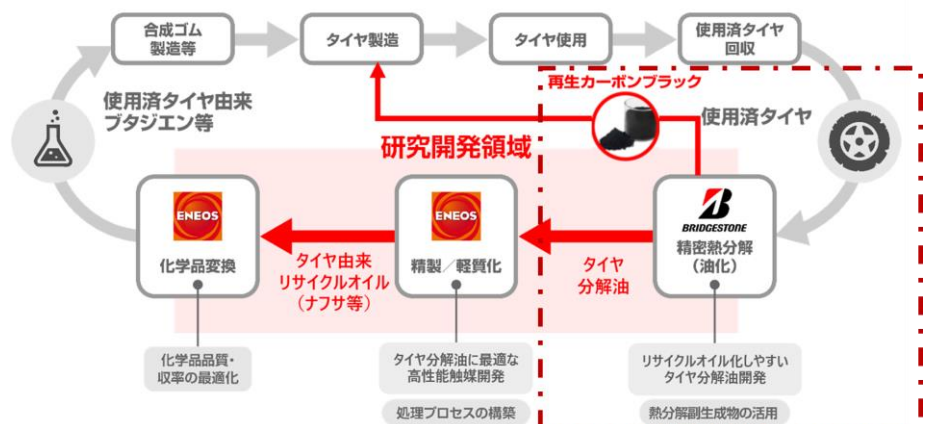 合成ゴム
製造等
タイヤ製造
タイヤ使用
使用済タイヤ
回収
使用済タイヤ由来
ブタジエン等
再生カーボンブラック
使用済タイヤ
研究開発領域
ENEOS
化学品変換
タイヤ由来
リサイクルオイル
（ナフサ等）
ENEOS
精製／軽質化
タイヤ
分解油
BRIDGESTONE
精密熱分解
（油化）
化学品品質・
収率の最適化
タイヤ分解油に最適な
高性能触媒開発
処理プロセスの構築
リサイクルオイル化しやすい
タイヤ分解油開発
熱分解副生成物の活用